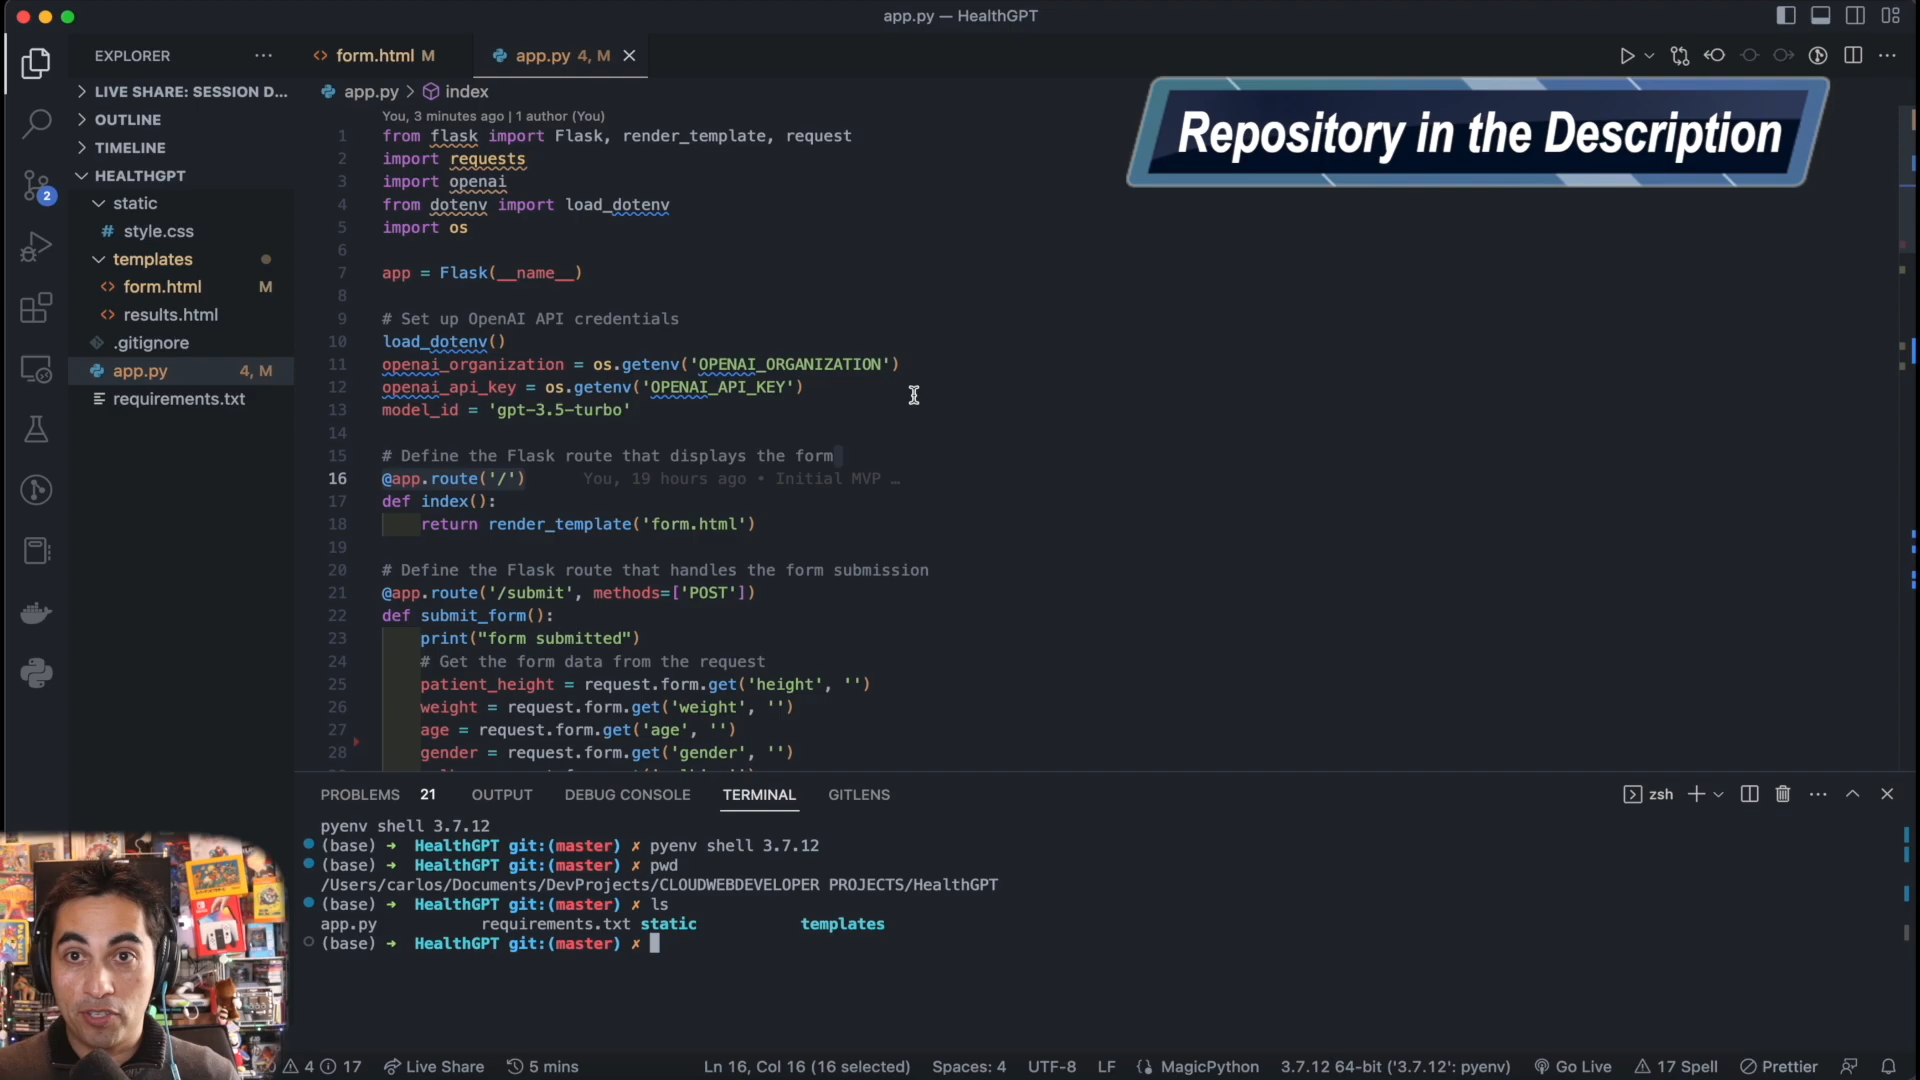 app.py — HealthGPT
EXPLORER
form.html M
app.py 4, M
LIVE SHARE: SESSION D...
OUTLINE
TIMELINE
HEALTHGPT
static
style.css
templates
form.html M
results.html
.gitignore
app.py 4, M
requirements.txt
2
app.py > index
You, 3 minutes ago | 1 author (You)
Repository in the Description
1 from flask import Flask, render_template, request
2 import requests
3 import openai
4 from dotenv import load_dotenv
5 import os
6
7 app = Flask(__name__)
8
9 # Set up OpenAI API credentials
10 load_dotenv()
11 openai_organization = os.getenv('OPENAI_ORGANIZATION')
12 openai_api_key = os.getenv('OPENAI_API_KEY')
13 model_id = 'gpt-3.5-turbo'
14
15 # Define the Flask route that displays the form
16 @app.route('/') You, 19 hours ago • Initial MVP …
17 def index():
18 return render_template('form.html')
19
20 # Define the Flask route that handles the form submission
21 @app.route('/submit', methods=['POST'])
22 def submit_form():
23 print("form submitted")
24 # Get the form data from the request
25 patient_height = request.form.get('height', '')
26 weight = request.form.get('weight', '')
27 age = request.form.get('age', '')
28 gender = request.form.get('gender', '')
PROBLEMS 21 OUTPUT DEBUG CONSOLE TERMINAL GITLENS
zsh
pyenv shell 3.7.12
(base) → HealthGPT git:(master) ✗ pyenv shell 3.7.12
(base) → HealthGPT git:(master) ✗ pwd
/Users/carlos/Documents/DevProjects/CLOUDWEBDEVELOPER PROJECTS/HealthGPT
(base) → HealthGPT git:(master) ✗ ls
app.py requirements.txt static templates
(base) → HealthGPT git:(master) ✗
4 17 Live Share 5 mins Ln 16, Col 16 (16 selected) Spaces: 4 UTF-8 LF MagicPython 3.7.12 64-bit ('3.7.12': pyenv) Go Live 17 Spell Prettier